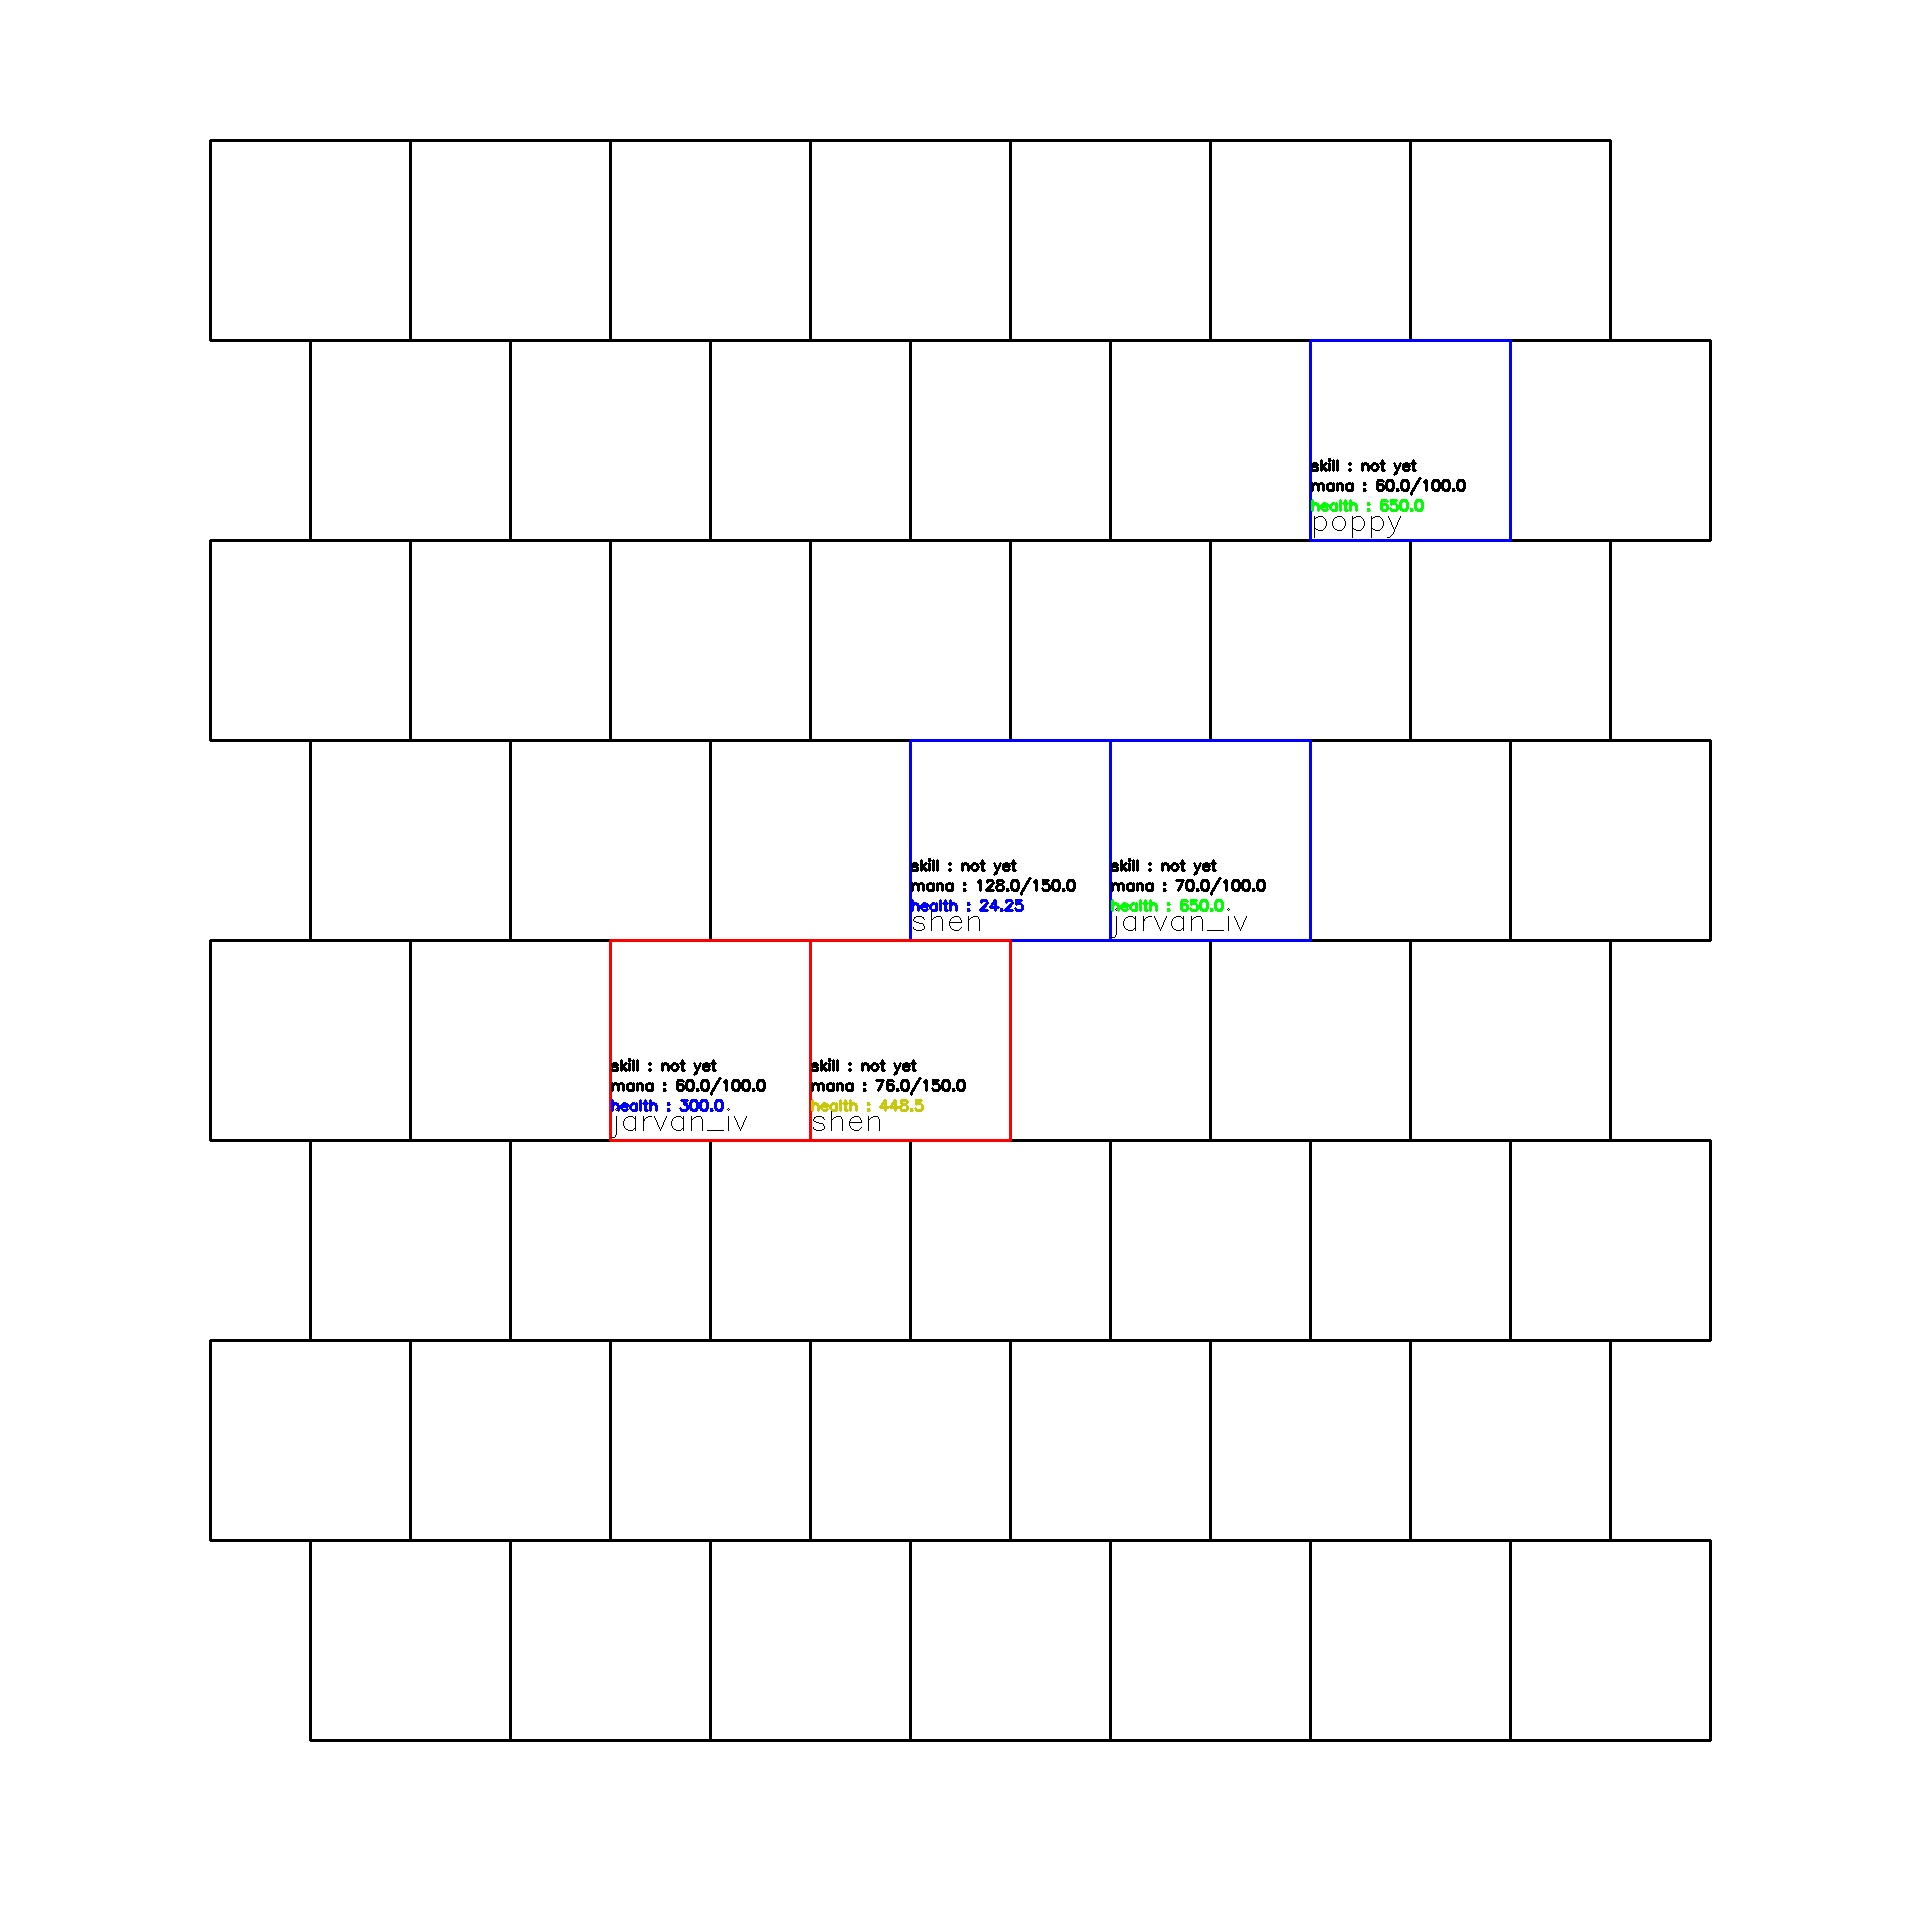 skill : not yet
mana : 60.0/100.0
health : 650.0
poppy
skill : not yet
mana : 128.0/150.0
health : 24.25
shen
skill : not yet
mana : 70.0/100.0
health : 650.0
jarvan_iv
skill : not yet
mana : 60.0/100.0
health : 300.0
jarvan_iv
skill : not yet
mana : 76.0/150.0
health : 448.5
shen